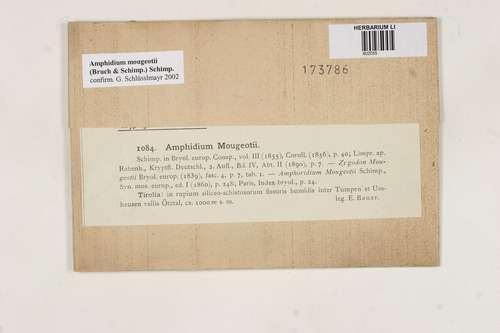 HERBARIUM LI
602055
Amphidium mougeotii
(Bruch & Schimp.) Schimp.
confirm. G. Schlüsslmayr 2002
173786
1084. Amphidium Mougeotii.
Schimp. in Bryol. europ. Consp., vol. III (1855), Coroll. (1856), p. 40; Limpr. ap.
Rabenh., Kryptfl. Deutschl., 2. Aufl., Bd. IV, Abt. II (1890), p. 7. — Zygodon Mou-
geotii Bryol. europ. (1839), fasc. 4, p. 7, tab. 1. — Amphoridium Mougeotii Schimp.,
Syn. mus. europ., ed. I (1860), p. 248; Paris, Index bryol., p. 24.
Tirolia: in rupium siliceo-schistosorum fissuris humidis inter Tumpen et Um-
hausen vallis Ötztal, ca. 1000 m s. m. leg. E. Bauer.